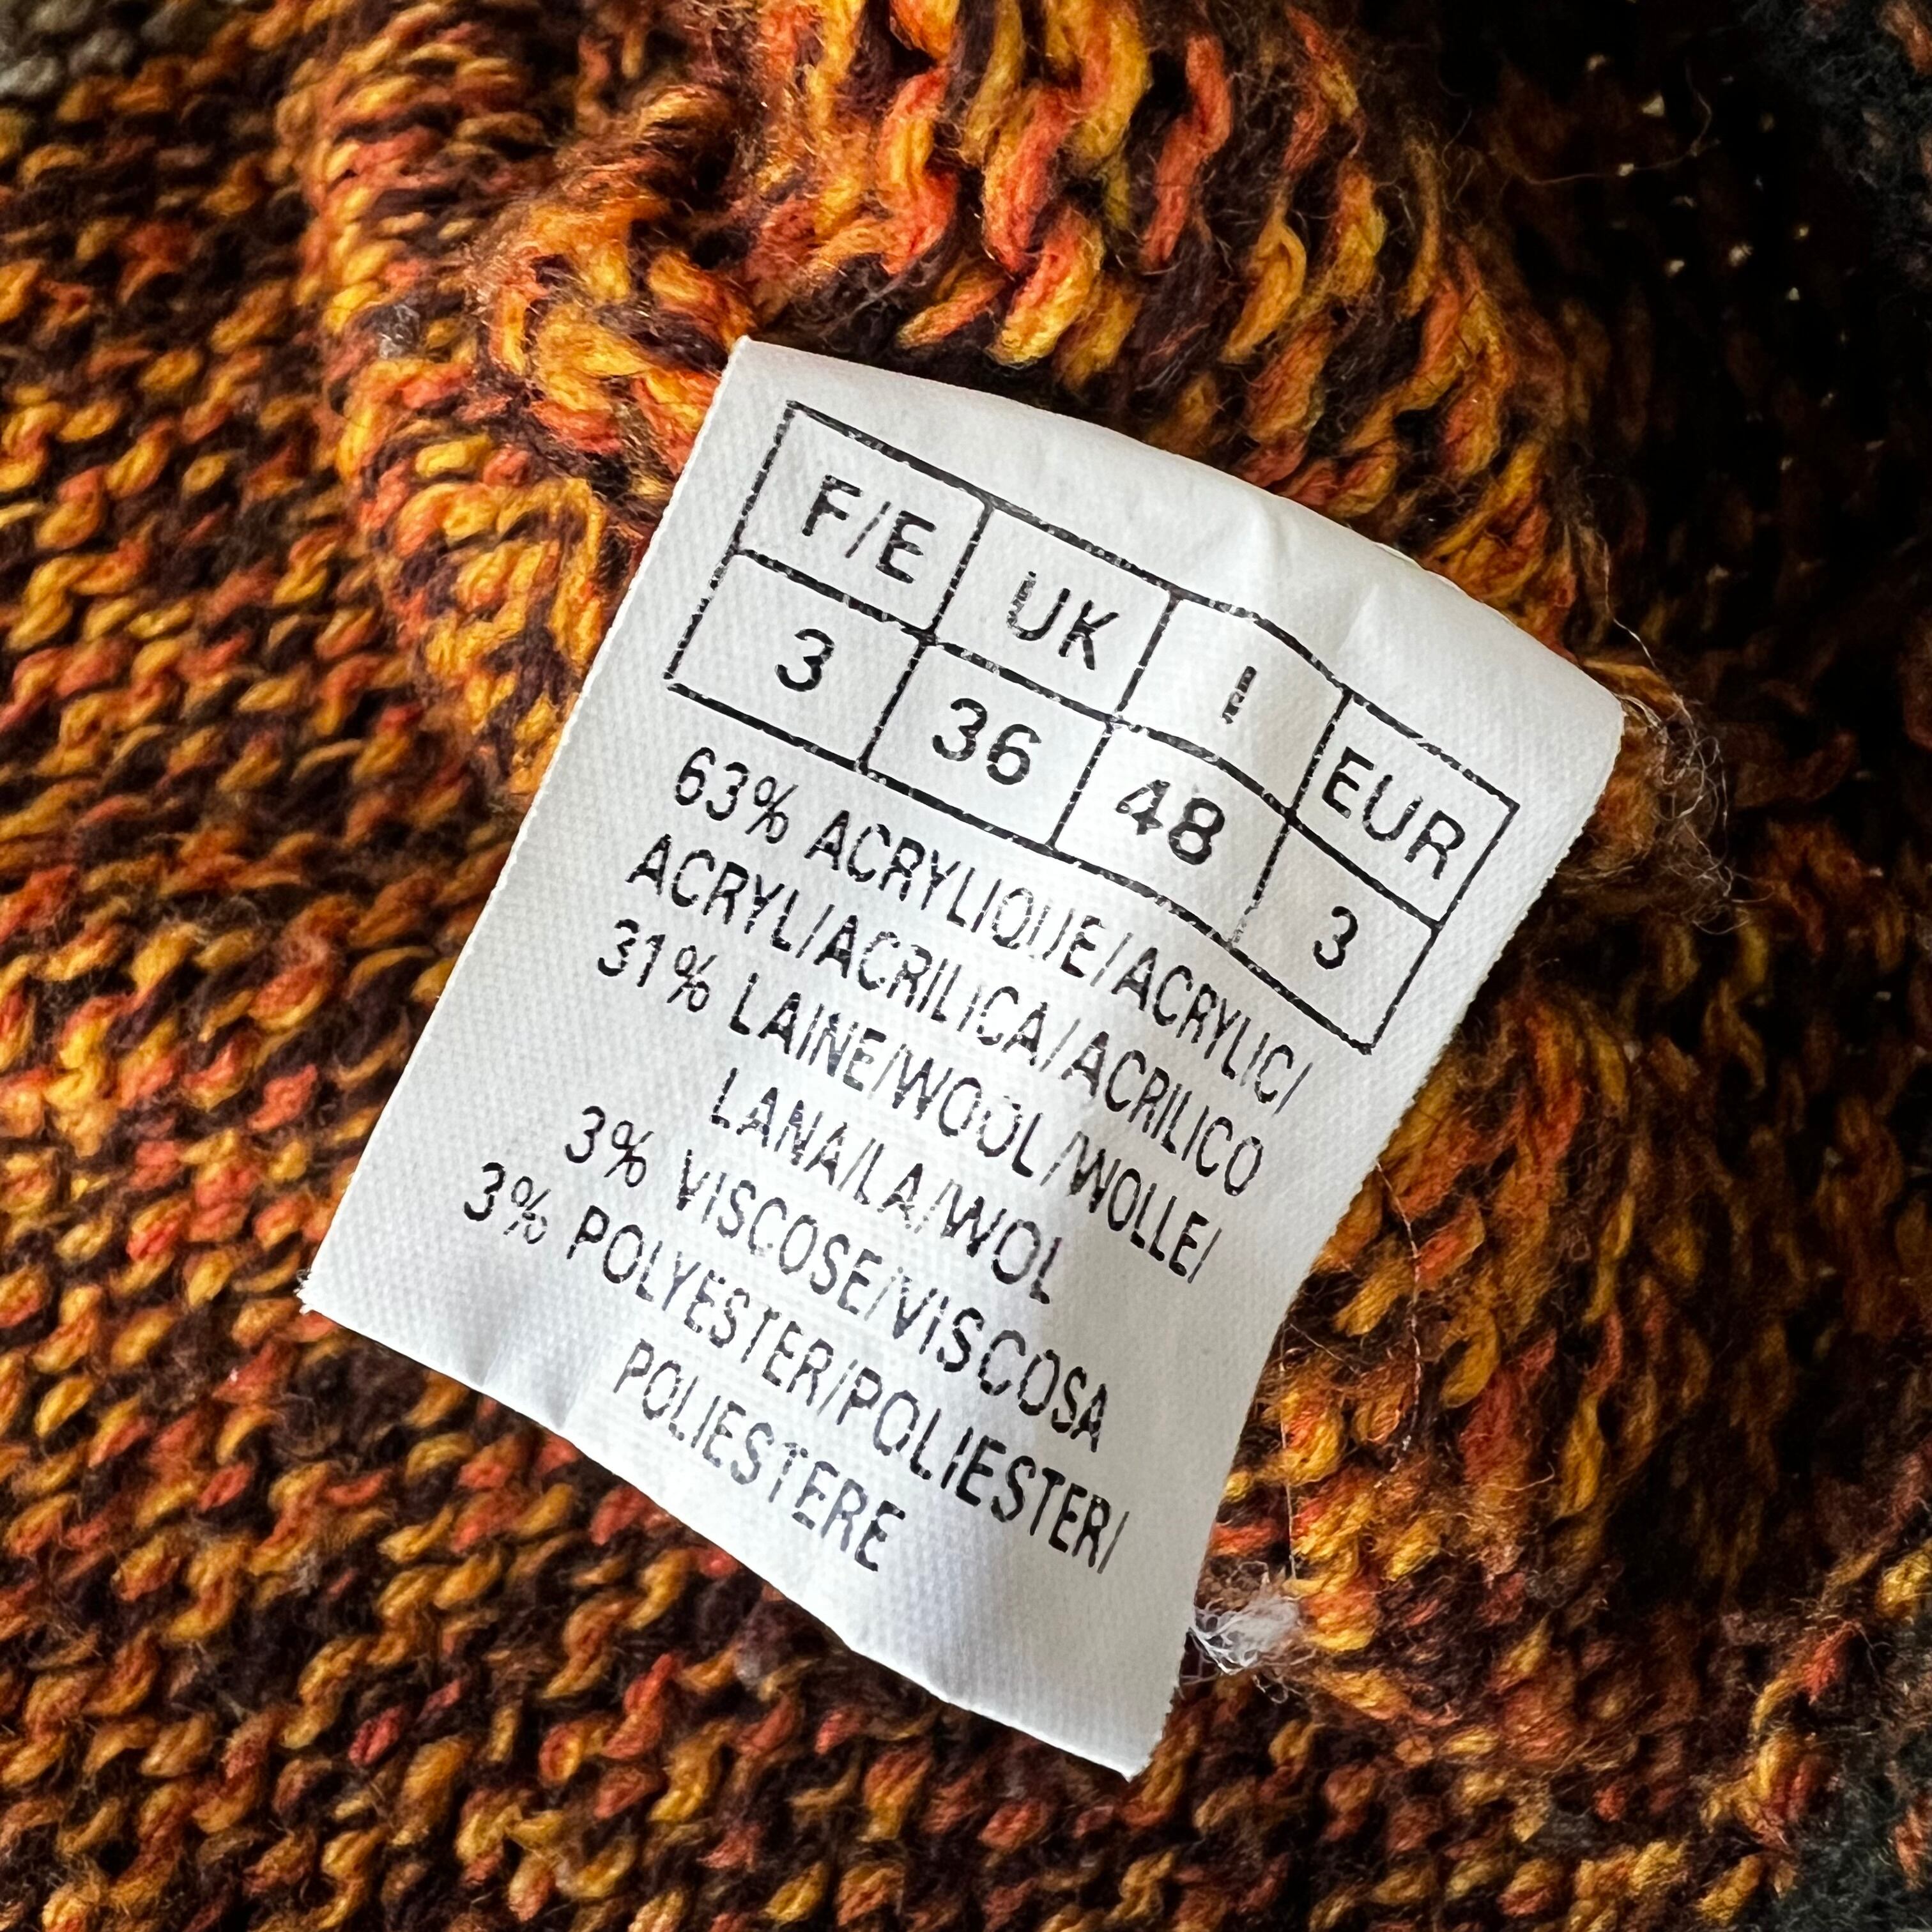 F/E UK I EUR
3 36 48 3
63% ACRYLIQUE/ACRYLIC/
ACRYL/ACRILICA/ACRILICO
31% LAINE/WOOL/WOLLE/
LANA/LA/WOL
3% VISCOSE/VISCOSA
3% POLYESTER/POLIESTER/
POLIESTERE